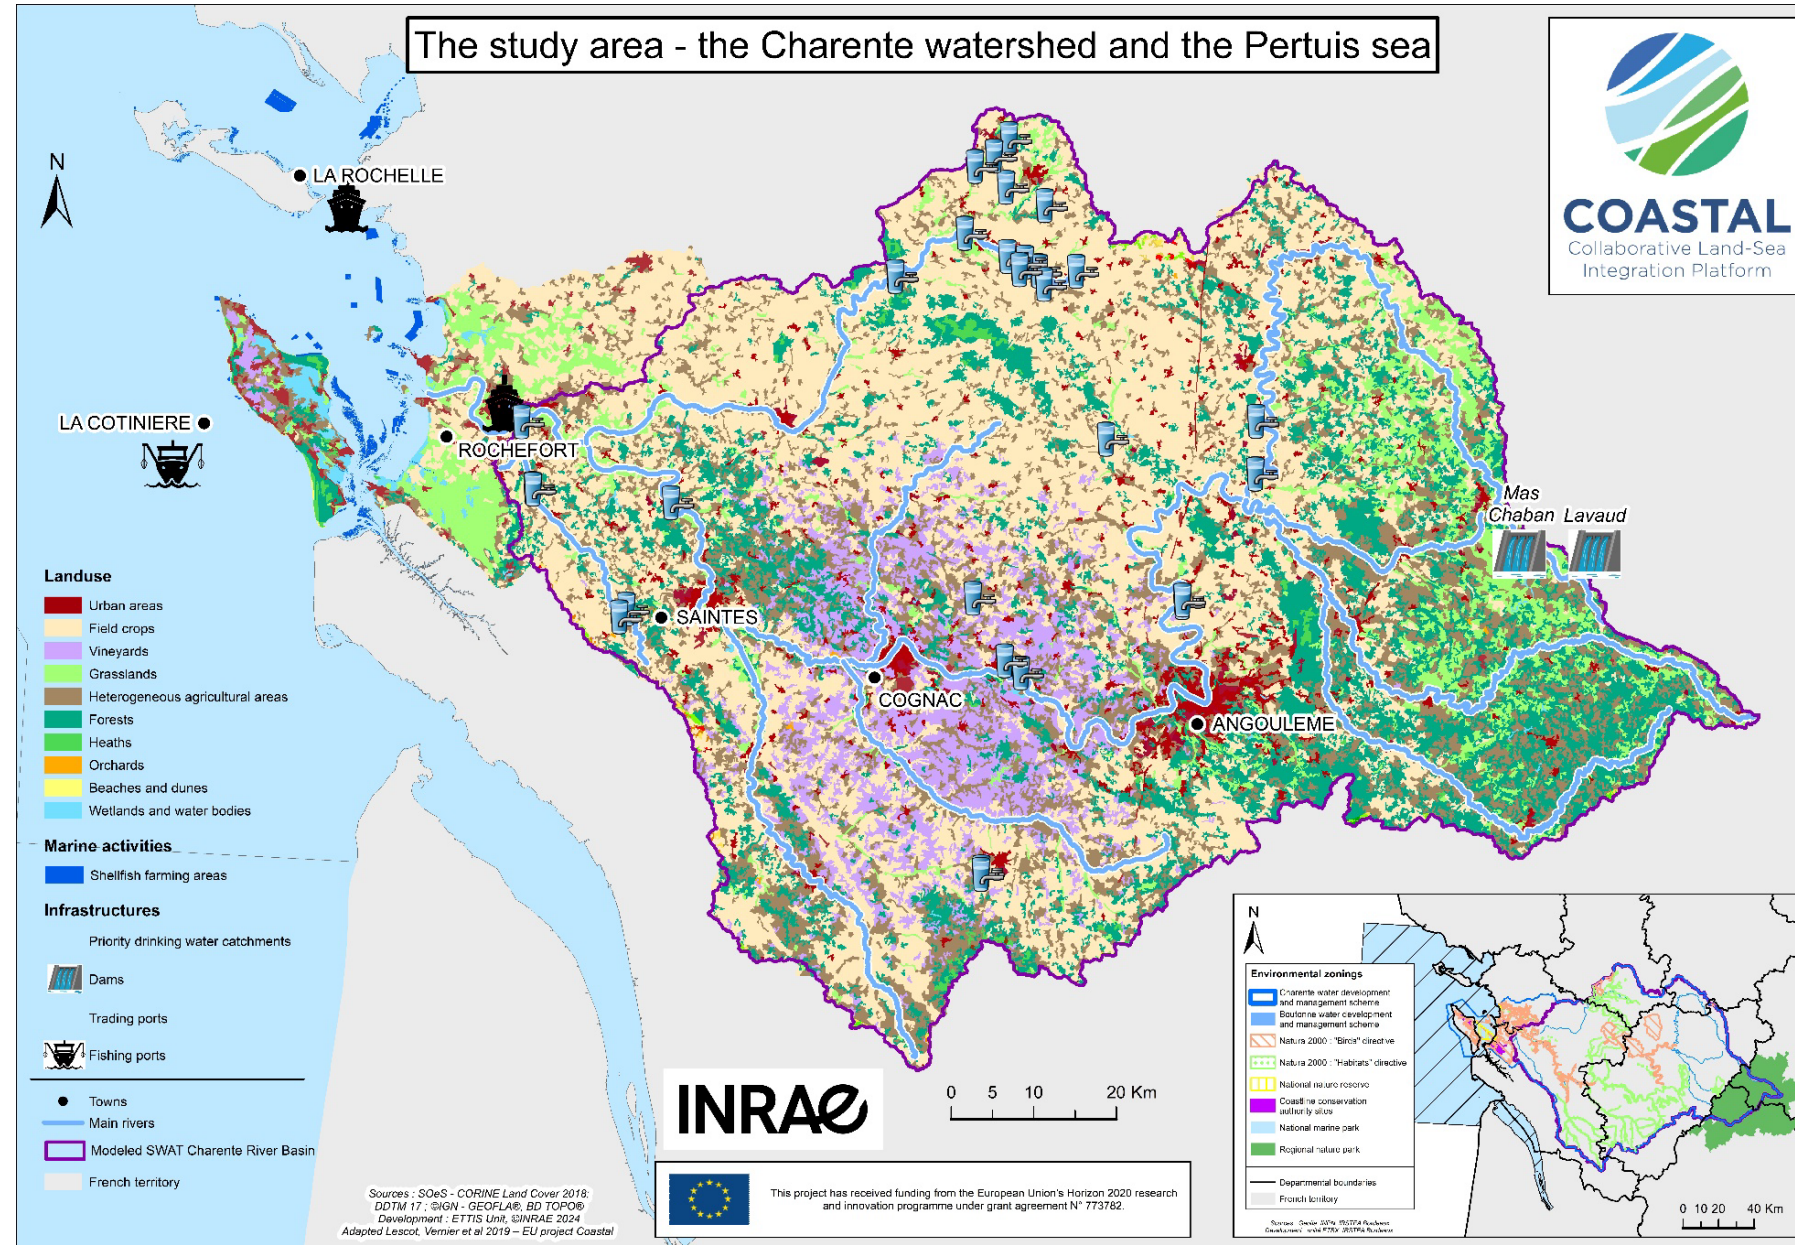 The study area - the Charente watershed and the Pertuis sea
COASTAL
Collaborative Land-Sea
Integration Platform
N
LA ROCHELLE
LA COTINIERE
ROCHEFORT
SAINTES
COGNAC
ANGOULEME
Mas
Chaban
Lavaud
Landuse
Urban areas
Field crops
Vineyards
Grasslands
Heterogeneous agricultural areas
Forests
Heaths
Orchards
Beaches and dunes
Wetlands and water bodies
Marine activities
Shellfish farming areas
Infrastructures
Priority drinking water catchments
Dams
Trading ports
Fishing ports
Towns
Main rivers
Modeled SWAT Charente River Basin
French territory
Sources : SOeS - CORINE Land Cover 2018;
DDTM 17 ; ©IGN - GEOFLA®, BD TOPO®
Development : ETTIS Unit, ©INRAE 2024
Adapted Lescot, Vernier et al 2019 – EU project Coastal
INRAE
0 5 10 20 Km
This project has received funding from the European Union's Horizon 2020 research
and innovation programme under grant agreement N° 773782.
N
Environmental zonings
Charente water development
and management scheme
Boutonne water development
and management scheme
Natura 2000 : "Birds" directive
Natura 2000 : "Habitats" directive
National nature reserve
Coastline conservation
authority sites
National marine park
Regional nature park
Departmental boundaries
French territory
0 10 20 40 Km